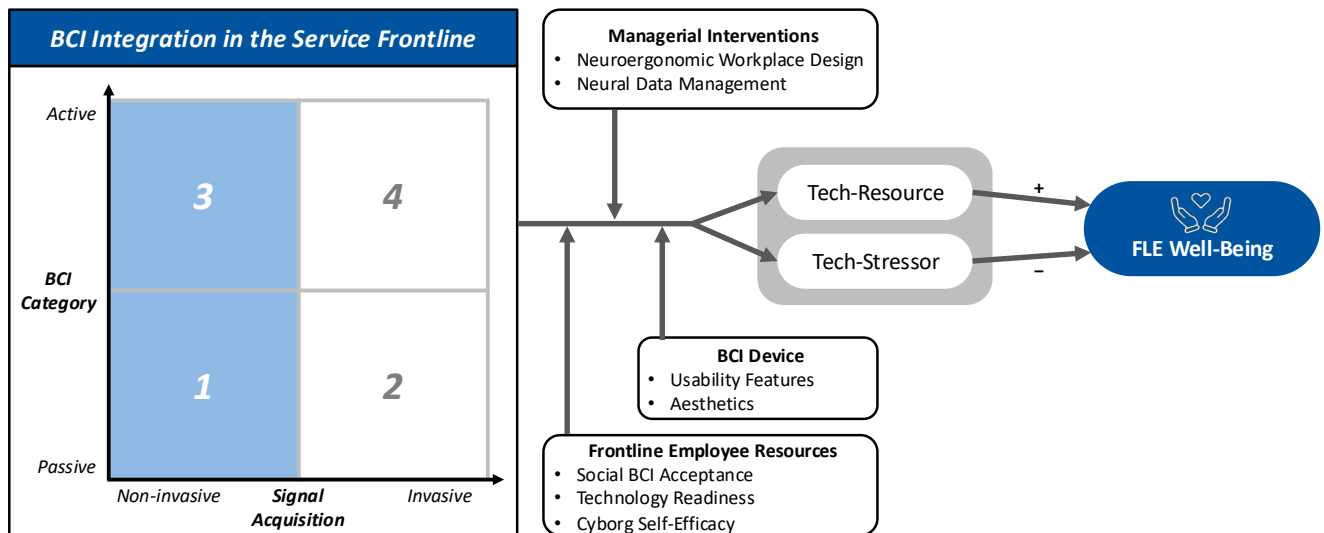 BCI Integration in the Service Frontline
Active
3
4
BCI
Category
1
2
Passive
Non-invasive
Signal
Acquisition
Invasive
Managerial Interventions
• Neuroergonomic Workplace Design
• Neural Data Management
Tech-Resource
Tech-Stressor
+
−
FLE Well-Being
BCI Device
• Usability Features
• Aesthetics
Frontline Employee Resources
• Social BCI Acceptance
• Technology Readiness
• Cyborg Self-Efficacy